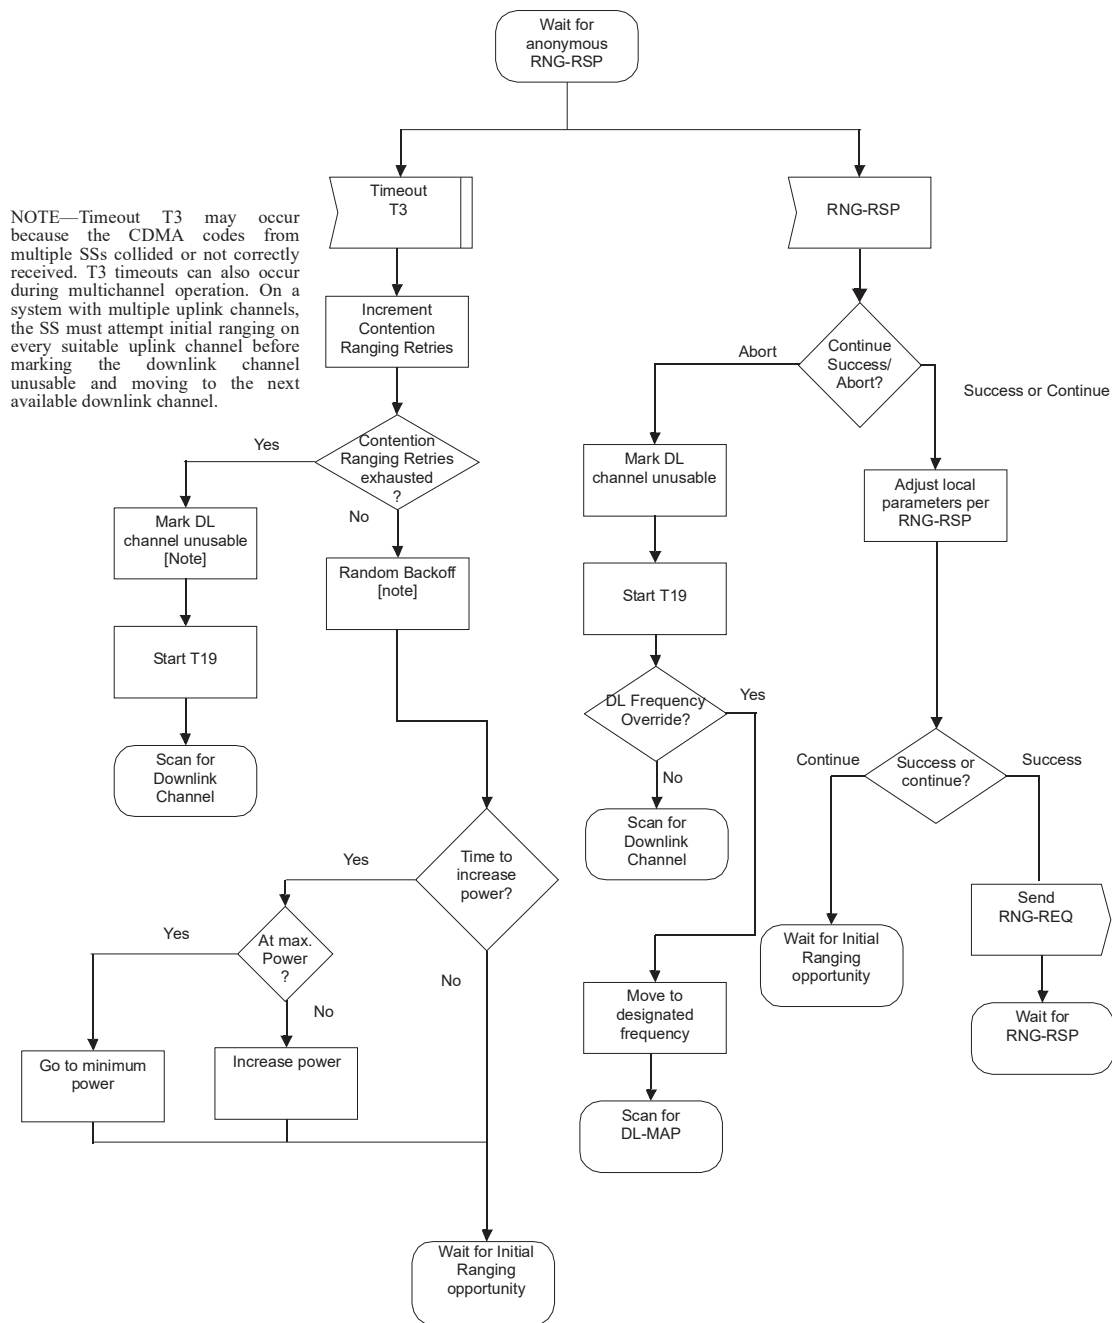 Wait for
anonymous
RNG-RSP
Timeout
T3
RNG-RSP
NOTE—Timeout T3 may occur
because the CDMA codes from
multiple SSs collided or not correctly
received. T3 timeouts can also occur
during multichannel operation. On a
system with multiple uplink channels,
the SS must attempt initial ranging on
every suitable uplink channel before
marking the downlink channel
unusable and moving to the next
available downlink channel.
Increment
Contention
Ranging Retries
Continue
Success/
Abort?
Abort
Success or Continue
Yes
Contention
Ranging Retries
exhausted
?
No
Mark DL
channel unusable
Adjust local
parameters per
RNG-RSP
Mark DL
channel unusable
[Note]
Random Backoff
[note]
Start T19
Start T19
DL Frequency
Override?
Yes
No
Scan for
Downlink
Channel
Continue
Success or
continue?
Success
Scan for
Downlink
Channel
Yes
Time to
increase
power?
No
Yes
At max.
Power
?
No
Send
RNG-REQ
Wait for Initial
Ranging
opportunity
Move to
designated
frequency
Wait for
RNG-RSP
Go to minimum
power
Increase power
Scan for
DL-MAP
Wait for Initial
Ranging
opportunity